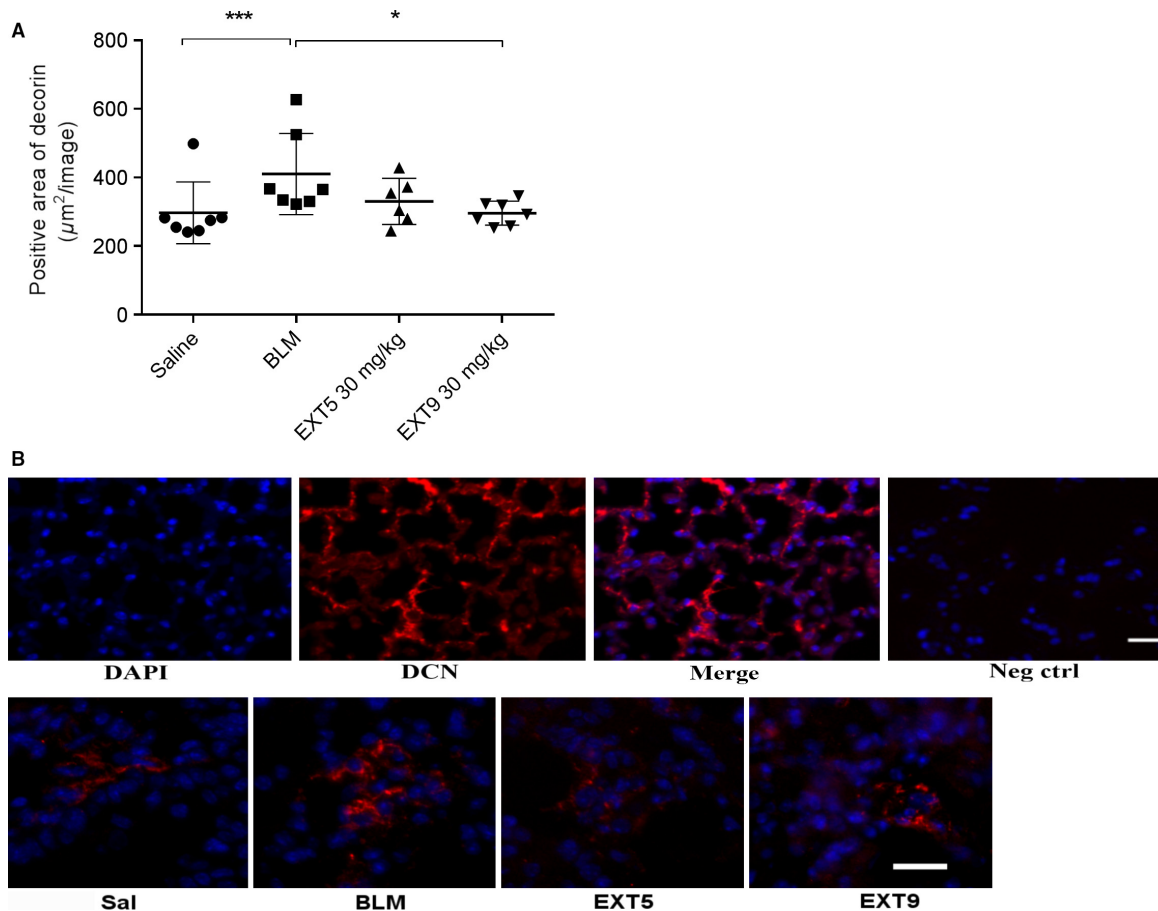 A
*** *
800
600
400
200
0
Positive area of decorin
(µm²/image)
Saline
BLM
EXT5 30 mg/kg
EXT9 30 mg/kg
B
DAPI DCN Merge Neg ctrl
Sal BLM EXT5 EXT9